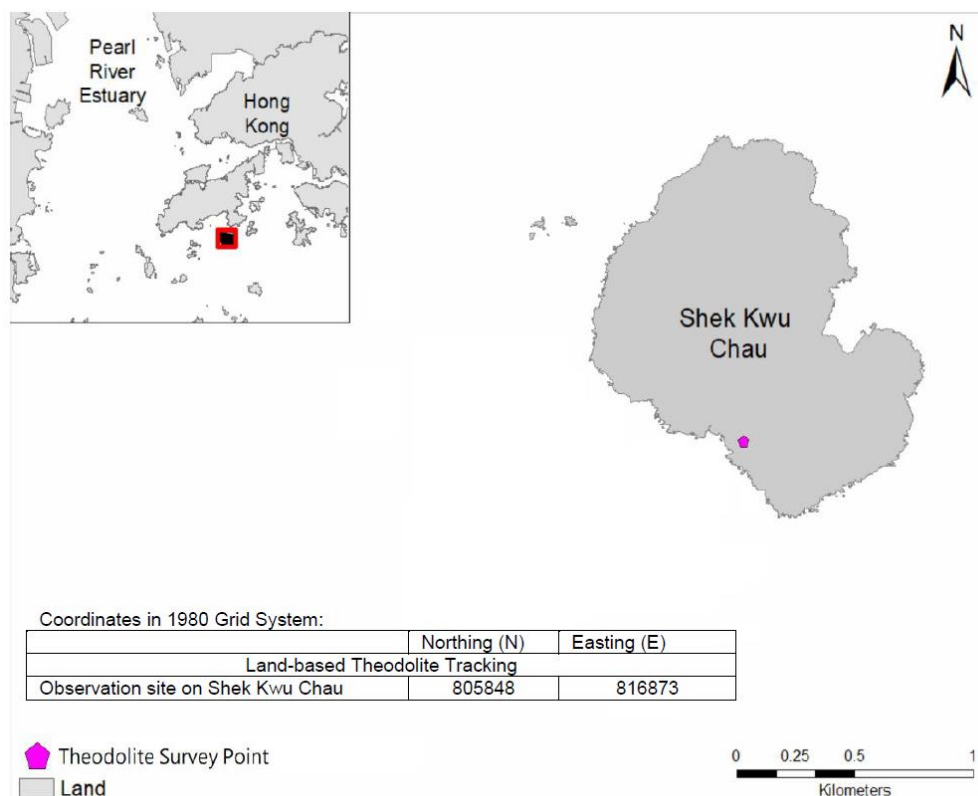 Pearl
River
Estuary
Hong
Kong
N
Shek Kwu
Chau
Coordinates in 1980 Grid System:
Northing (N) Easting (E)
Land-based Theodolite Tracking
Observation site on Shek Kwu Chau 805848 816873
Theodolite Survey Point
Land
0 0.25 0.5 1
Kilometers